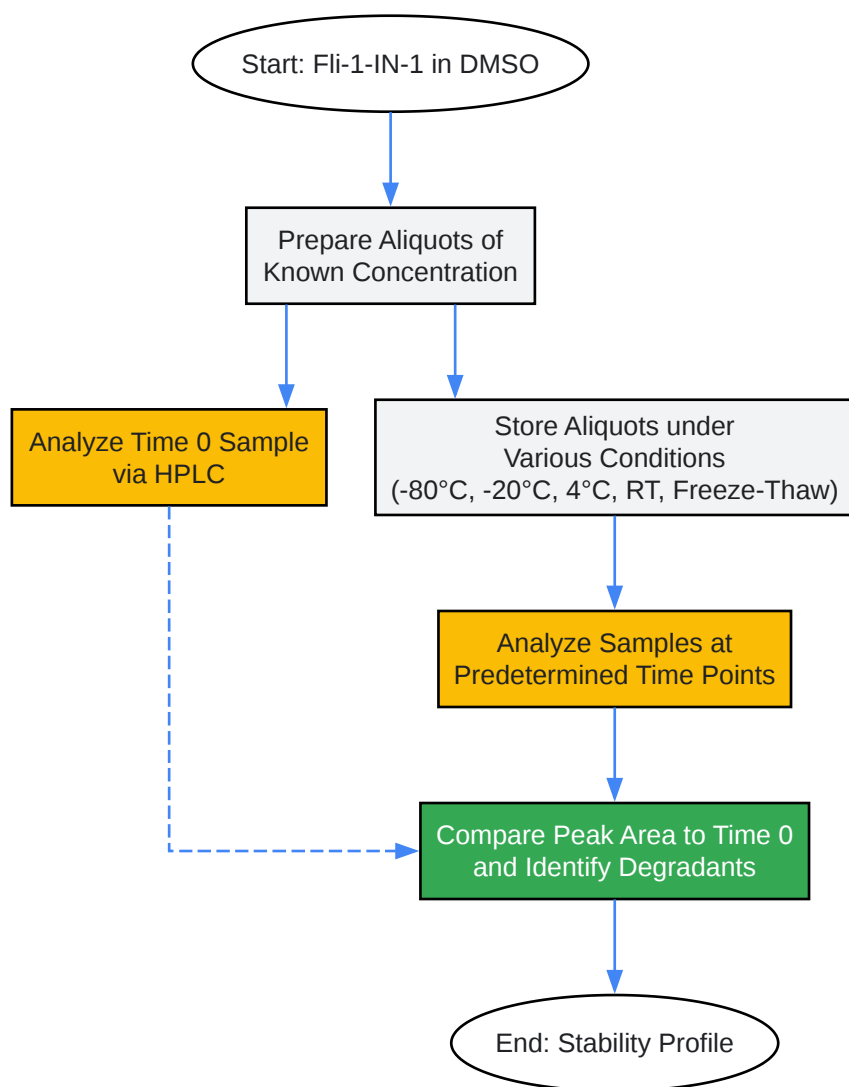 Start: Fli-1-IN-1 in DMSO
Prepare Aliquots of
Known Concentration
Analyze Time 0 Sample
via HPLC
Store Aliquots under
Various Conditions
(-80°C, -20°C, 4°C, RT, Freeze-Thaw)
Analyze Samples at
Predetermined Time Points
Compare Peak Area to Time 0
and Identify Degradants
End: Stability Profile